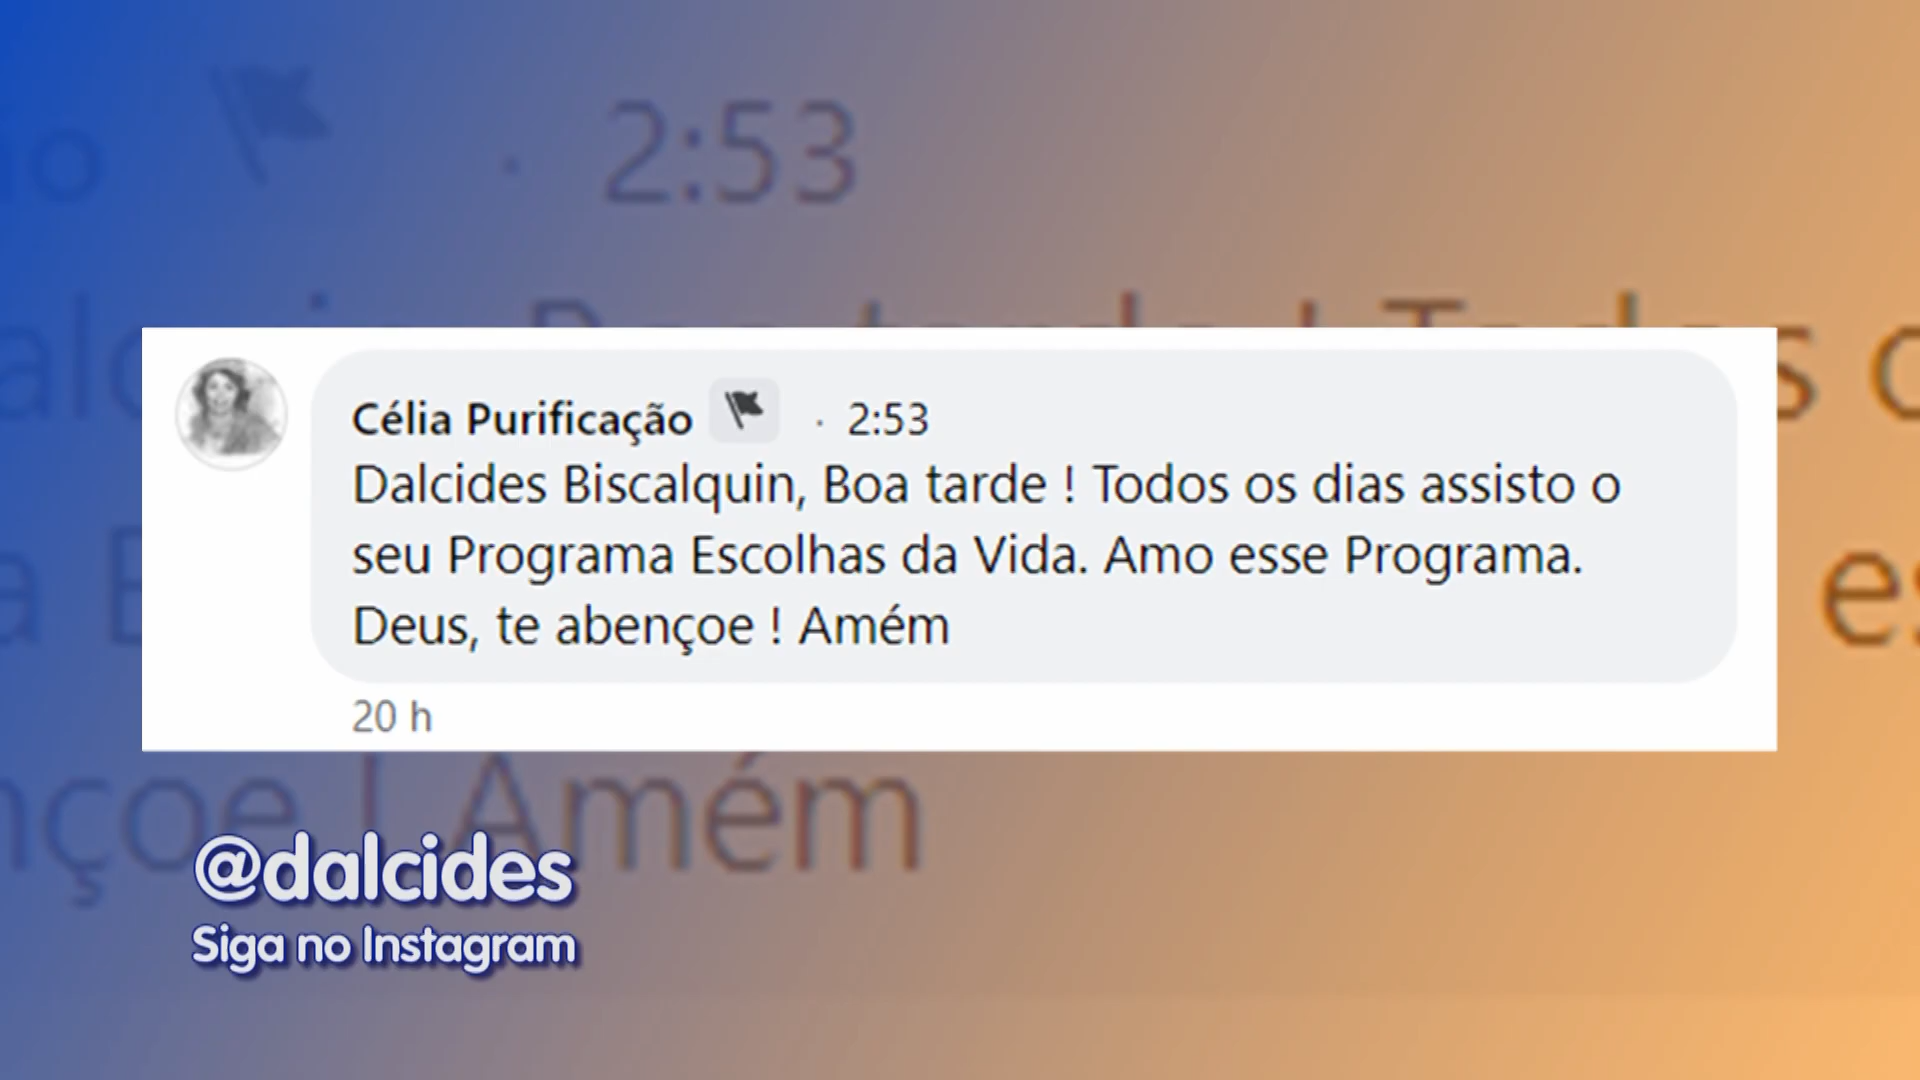 Célia Purificação · 2:53
Dalcides Biscalquin, Boa tarde ! Todos os dias assisto o
seu Programa Escolhas da Vida. Amo esse Programa.
Deus, te abençoe ! Amém
20 h
@dalcides
Siga no Instagram